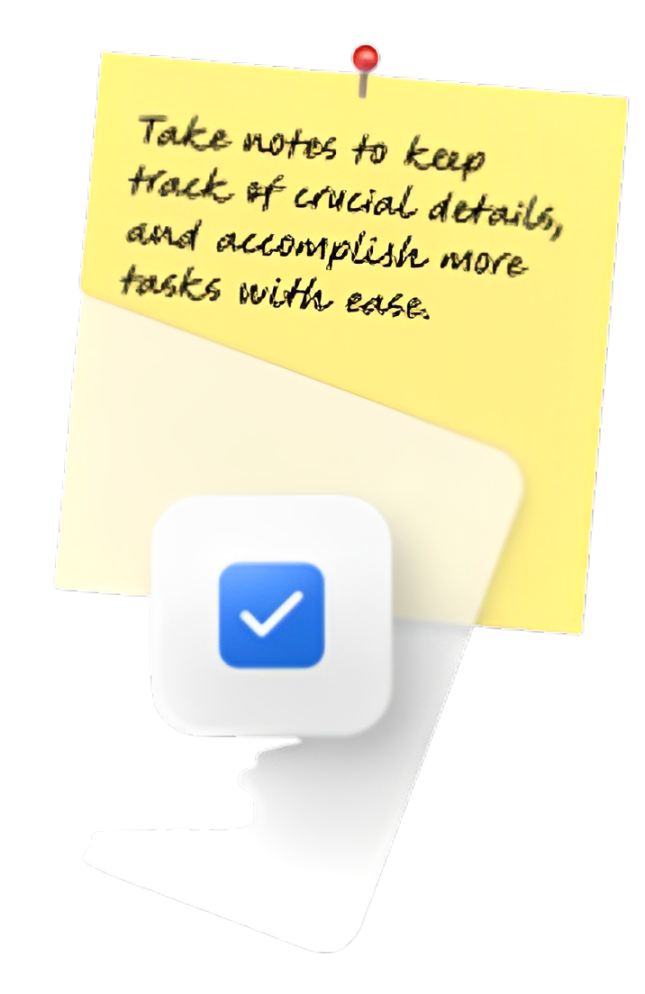 Take notes to keep
track of crucial details,
and accomplish more
tasks with ease.